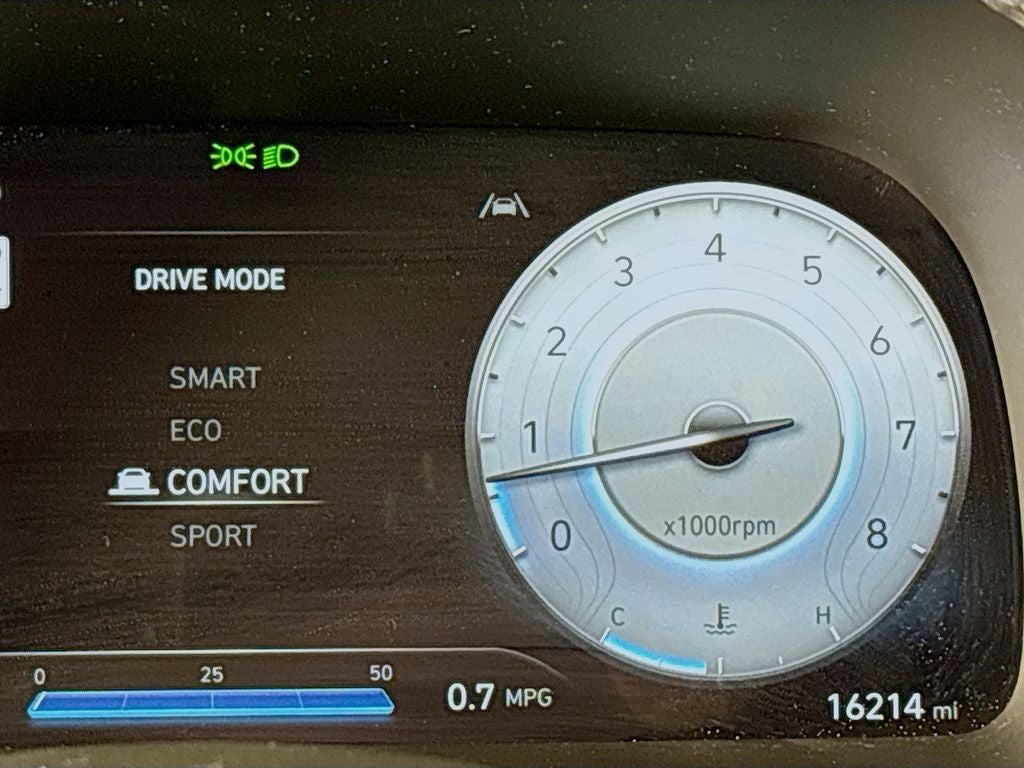 DRIVE MODE
SMART
ECO
COMFORT
SPORT
0 25 50
0.7 MPG
0 1 2 3 4 5 6 7 8
x1000rpm
C H
16214 mi